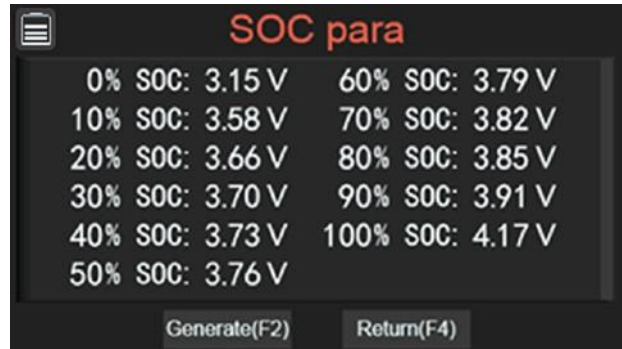 SOC para
0% SOC: 3.15 V
10% SOC: 3.58 V
20% SOC: 3.66 V
30% SOC: 3.70 V
40% SOC: 3.73 V
50% SOC: 3.76 V
60% SOC: 3.79 V
70% SOC: 3.82 V
80% SOC: 3.85 V
90% SOC: 3.91 V
100% SOC: 4.17 V
Generate(F2)
Return(F4)